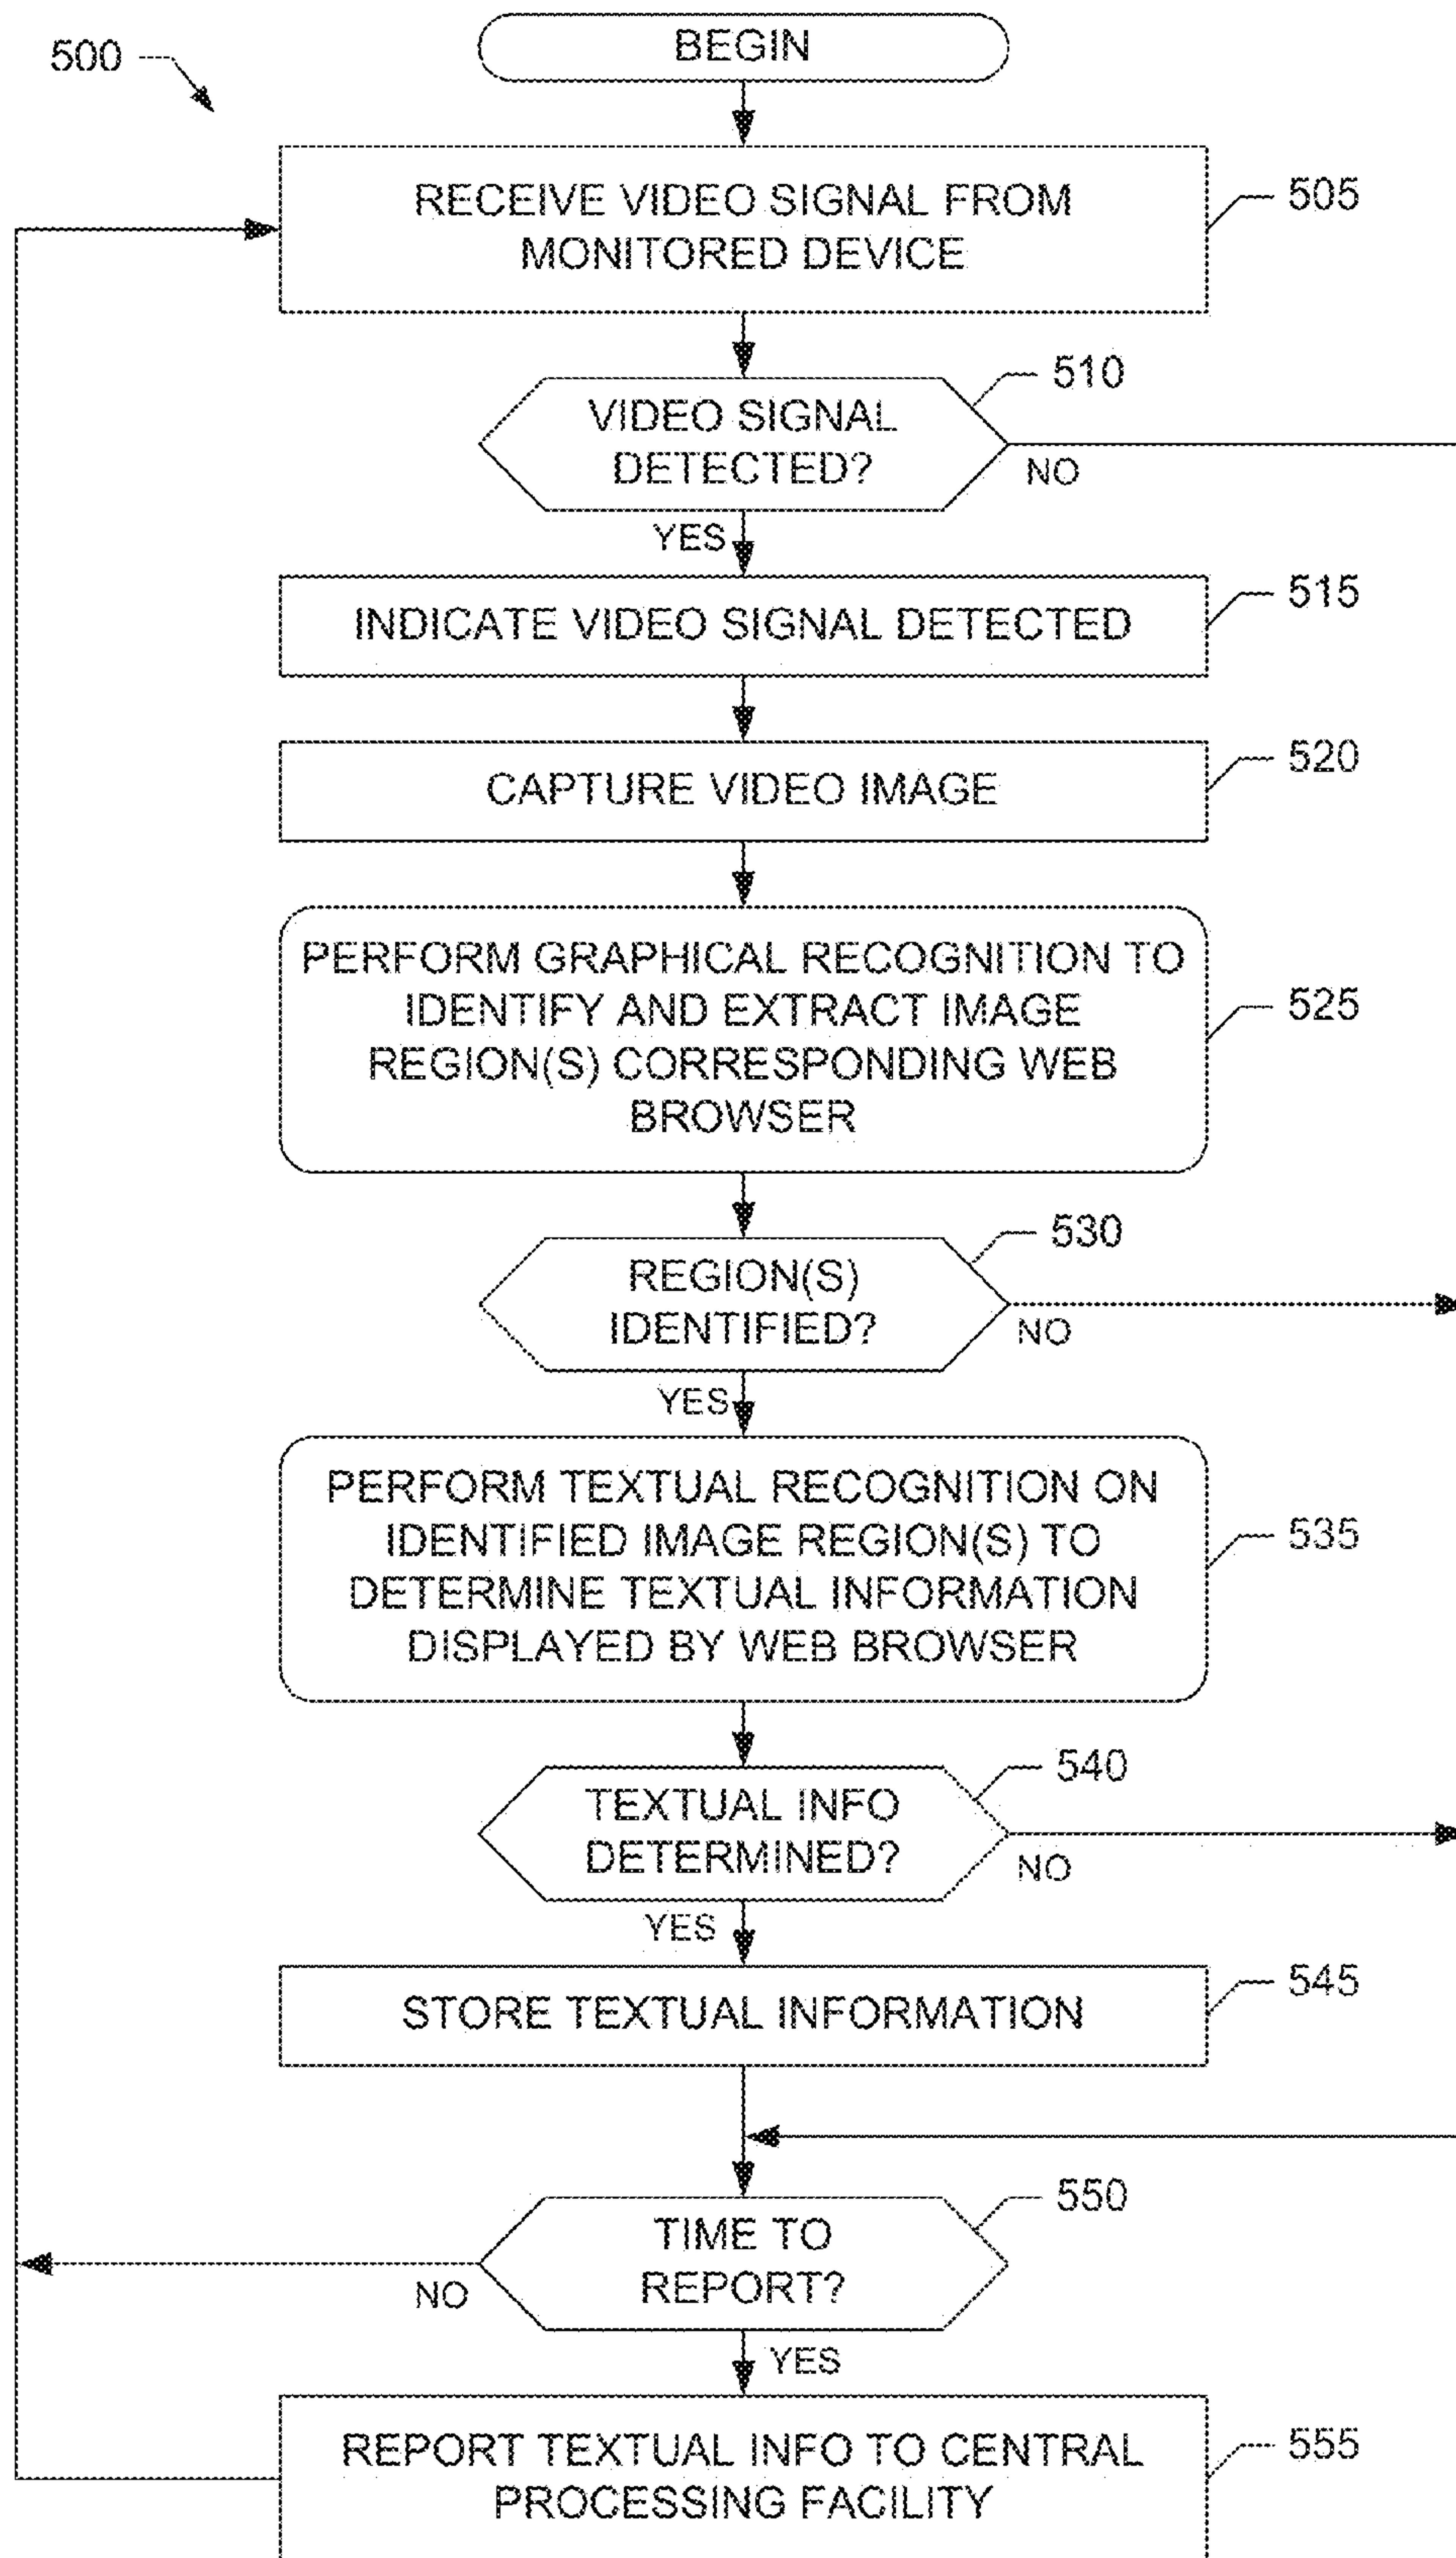 500
BEGIN
RECEIVE VIDEO SIGNAL FROM
MONITORED DEVICE
505
VIDEO SIGNAL
DETECTED?
510
NO
YES
INDICATE VIDEO SIGNAL DETECTED
515
CAPTURE VIDEO IMAGE
520
PERFORM GRAPHICAL RECOGNITION TO
IDENTIFY AND EXTRACT IMAGE
REGION(S) CORRESPONDING WEB
BROWSER
525
REGION(S)
IDENTIFIED?
530
NO
YES
PERFORM TEXTUAL RECOGNITION ON
IDENTIFIED IMAGE REGION(S) TO
DETERMINE TEXTUAL INFORMATION
DISPLAYED BY WEB BROWSER
535
TEXTUAL INFO
DETERMINED?
540
NO
YES
STORE TEXTUAL INFORMATION
545
TIME TO
REPORT?
550
NO
YES
REPORT TEXTUAL INFO TO CENTRAL
PROCESSING FACILITY
555